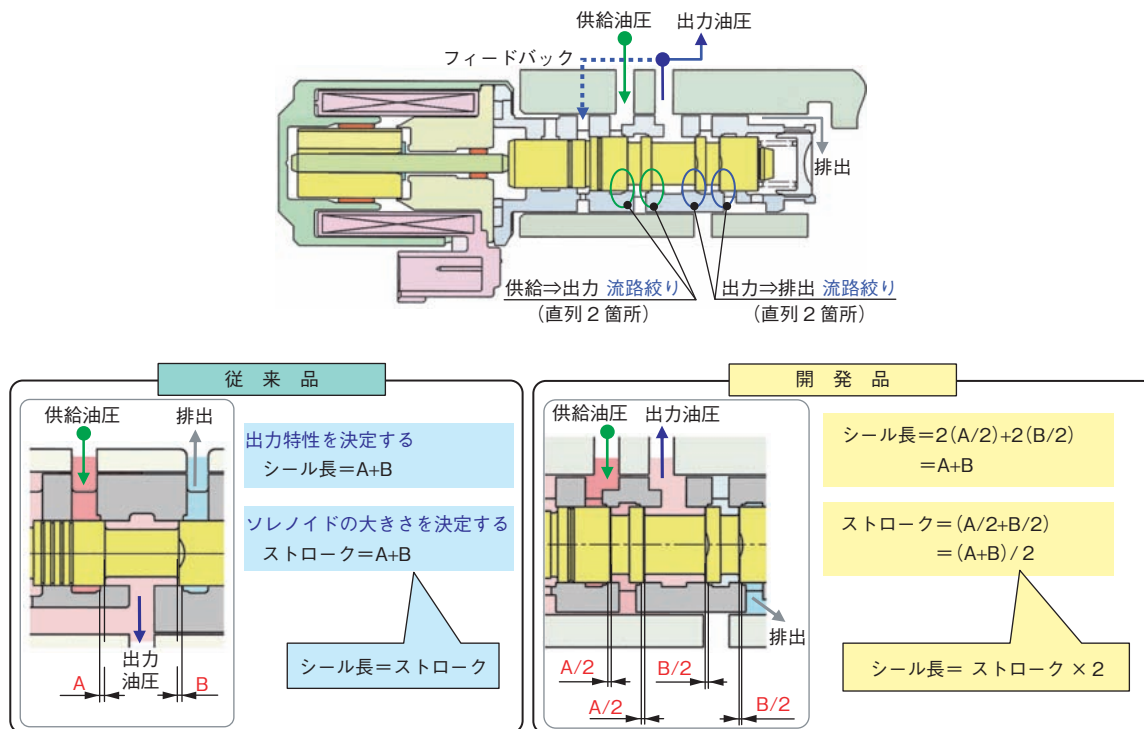 供給油圧
出力油圧
フィードバック
排出
供給⇒出力 流路絞り
(直列2箇所)
出力⇒排出 流路絞り
(直列2箇所)
従来品
供給油圧
排出
出力特性を決定する
シール長=A+B
ソレノイドの大きさを決定する
ストローク=A+B
シール長=ストローク
出力
油圧
A
B
開発品
供給油圧
出力油圧
シール長=2(A/2)+2(B/2)
=A+B
ストローク=(A/2+B/2)
=(A+B)/2
排出
シール長= ストローク×2
A/2
B/2
A/2
B/2